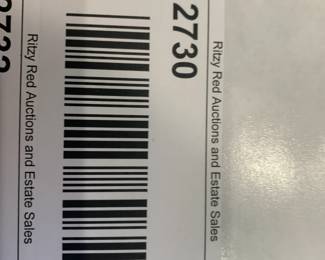 2730
Ritzy Red Auctions and Estate Sales
Ritzy Red Auctions and Estate Sales